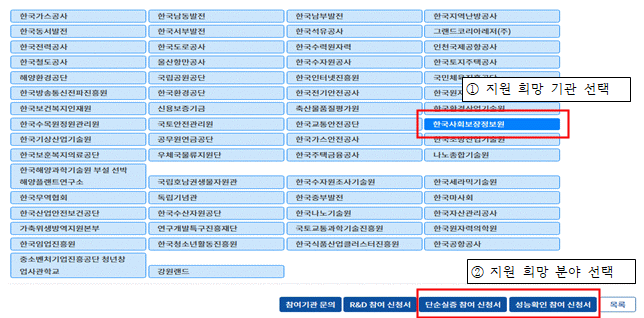 한국가스공사 한국남동발전 한국남부발전 한국지역난방공사
한국동서발전 한국서부발전 한국석유공사 그랜드코리아레저(주)
한국전력공사 한국도로공사 한국수력원자력 인천국제공항공사
한국철도공사 울산항만공사 한국수자원공사 한국토지주택공사
해양환경공단 국립공원공단 한국인터넷진흥원
한국방송통신전파진흥원 한국환경공단 한국전기안전공사
① 지원 희망 기관 선택
한국보건복지인재원 신용보증기금 축산물품질평가원 한국환경산업기술원
한국수목원정원관리원 국토안전관리원 한국교통안전공단 한국사회보장정보원
한국기상산업기술원 공무원연금공단 한국가스안전공사
한국보훈복지의료공단 우체국물류지원단 한국주택금융공사 나노종합기술원
한국해양과학기술원 부설 선박
해양플랜트연구소 국립호남권생물자원관 한국수자원조사기술원 한국세라믹기술원
한국무역협회 독립기념관 한국중부발전 한국마사회
한국산업안전보건공단 한국수산자원공단 한국나노기술원 한국자산관리공사
가축위생방역지원본부 연구개발특구진흥재단 국토교통과학기술진흥원 한국원자력의학원
한국임업진흥원 한국청소년활동진흥원 한국식품산업클러스터진흥원 한국공항공사
중소벤처기업진흥공단 청년창
업사관학교 강원랜드
② 지원 희망 분야 선택
참여기관 문의 R&D 참여 신청서 단순실증 참여 신청서 성능확인 참여 신청서 목록